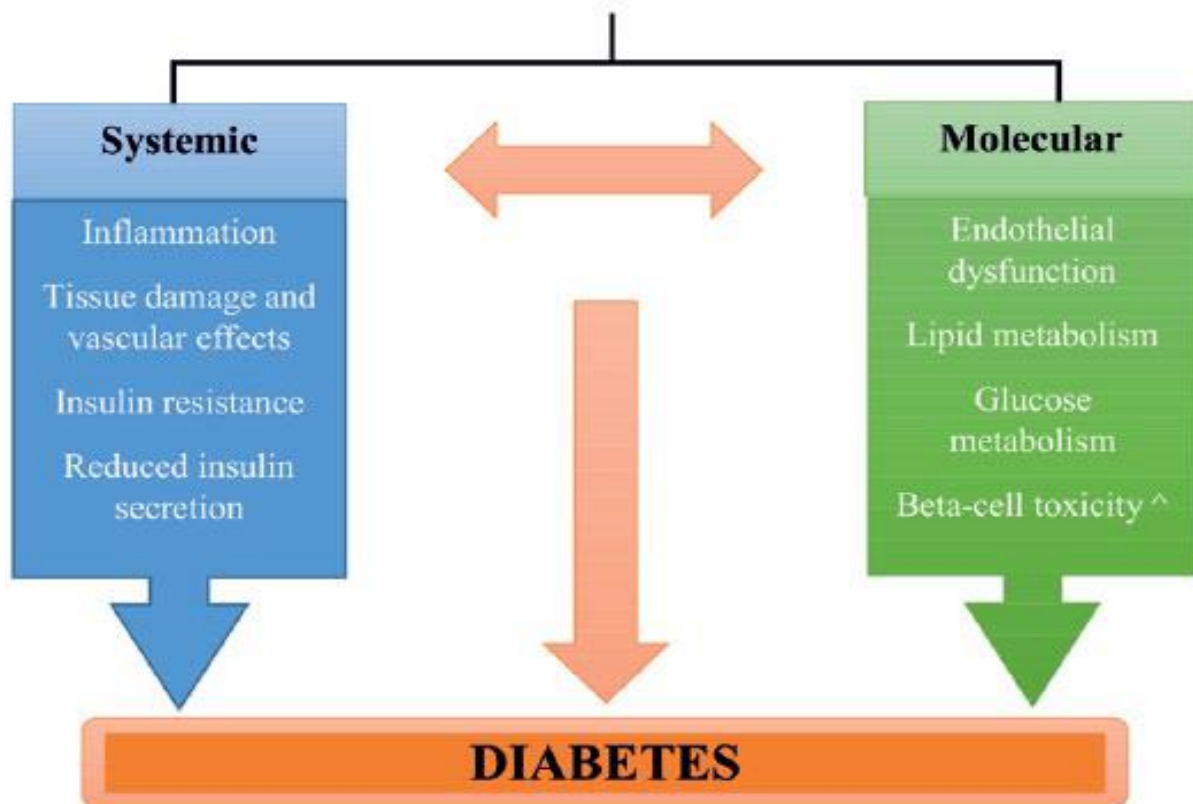 Systemic
Inflammation
Tissue damage and
vascular effects
Insulin resistance
Reduced insulin
secretion
Molecular
Endothelial
dysfunction
Lipid metabolism
Glucose
metabolism
Beta-cell toxicity ^
DIABETES